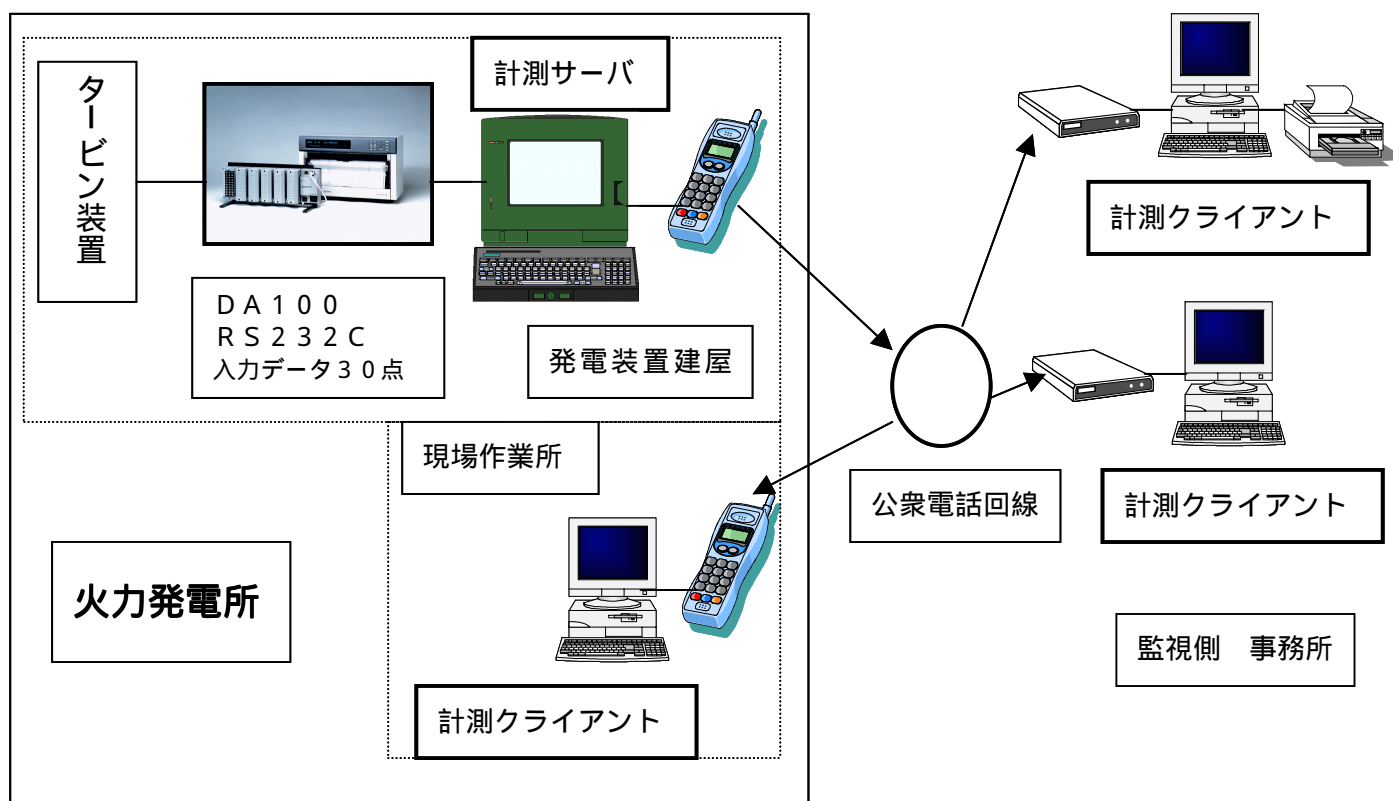 タービン装置
計測サーバ
DA100
RS232C
入力データ30点
発電装置建屋
現場作業所
火力発電所
計測クライアント
公衆電話回線
計測クライアント
計測クライアント
監視側 事務所